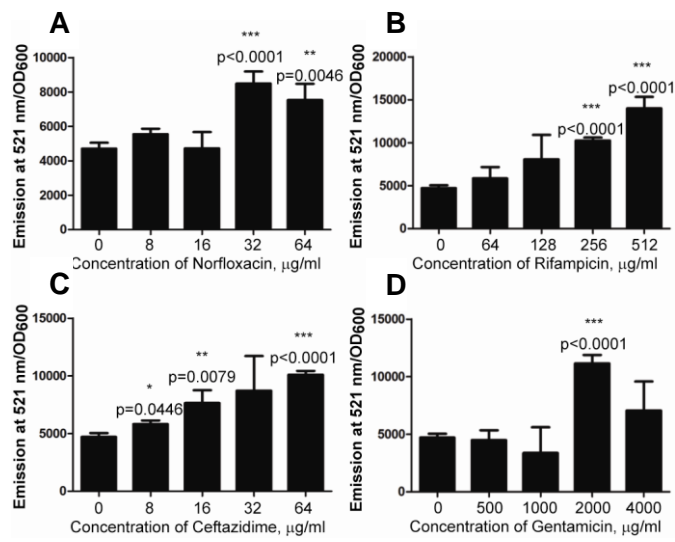 A
Emission at 521 nm/OD600
10000
8000
6000
4000
2000
0
***
p<0.0001
**
p=0.0046
0 8 16 32 64
Concentration of Norfloxacin, µg/ml
B
Emission at 521 nm/OD600
20000
15000
10000
5000
0
***
p<0.0001
***
p<0.0001
0 64 128 256 512
Concentration of Rifampicin, µg/ml
C
Emission at 521 nm/OD600
15000
10000
5000
0
*
p=0.0446
**
p=0.0079
***
p<0.0001
0 8 16 32 64
Concentration of Ceftazidime, µg/ml
D
Emission at 521 nm/OD600
15000
10000
5000
0
***
p<0.0001
0 500 1000 2000 4000
Concentration of Gentamicin, µg/ml